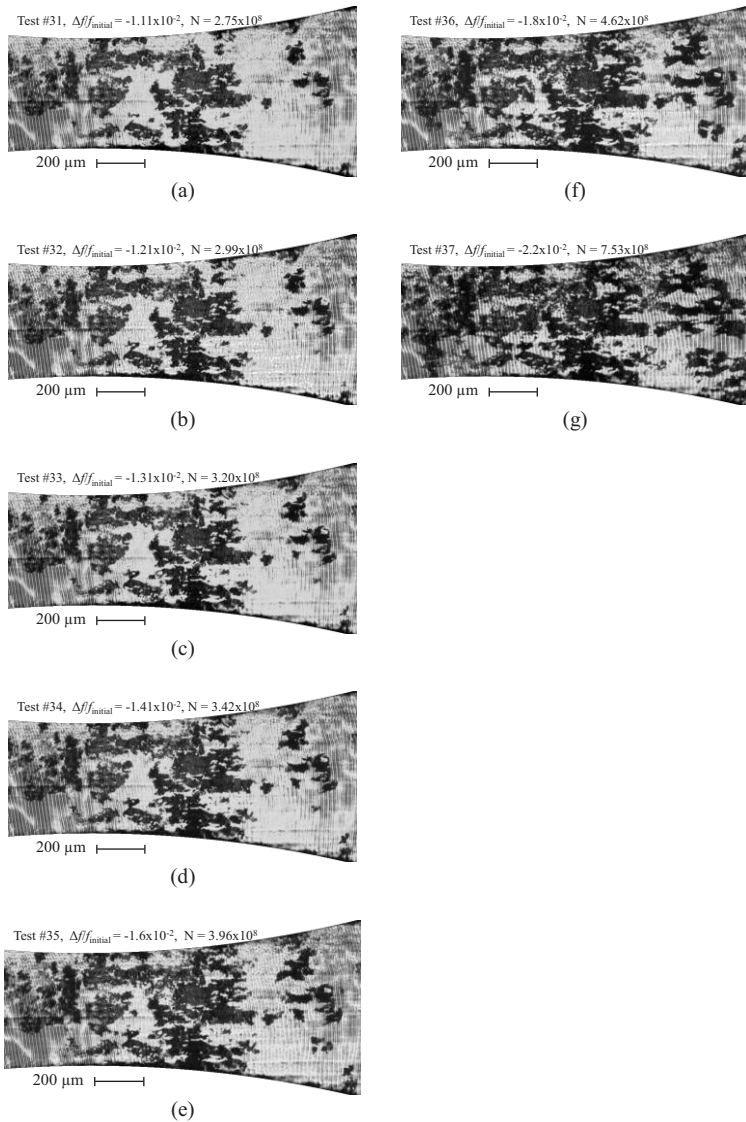 Test #31, Δf/f_initial = -1.11x10^-2, N = 2.75x10^8
200 μm
(a)
Test #32, Δf/f_initial = -1.21x10^-2, N = 2.99x10^8
200 μm
(b)
Test #33, Δf/f_initial = -1.31x10^-2, N = 3.20x10^8
200 μm
(c)
Test #34, Δf/f_initial = -1.41x10^-2, N = 3.42x10^8
200 μm
(d)
Test #35, Δf/f_initial = -1.6x10^-2, N = 3.96x10^8
200 μm
(e)
Test #36, Δf/f_initial = -1.8x10^-2, N = 4.62x10^8
200 μm
(f)
Test #37, Δf/f_initial = -2.2x10^-2, N = 7.53x10^8
200 μm
(g)